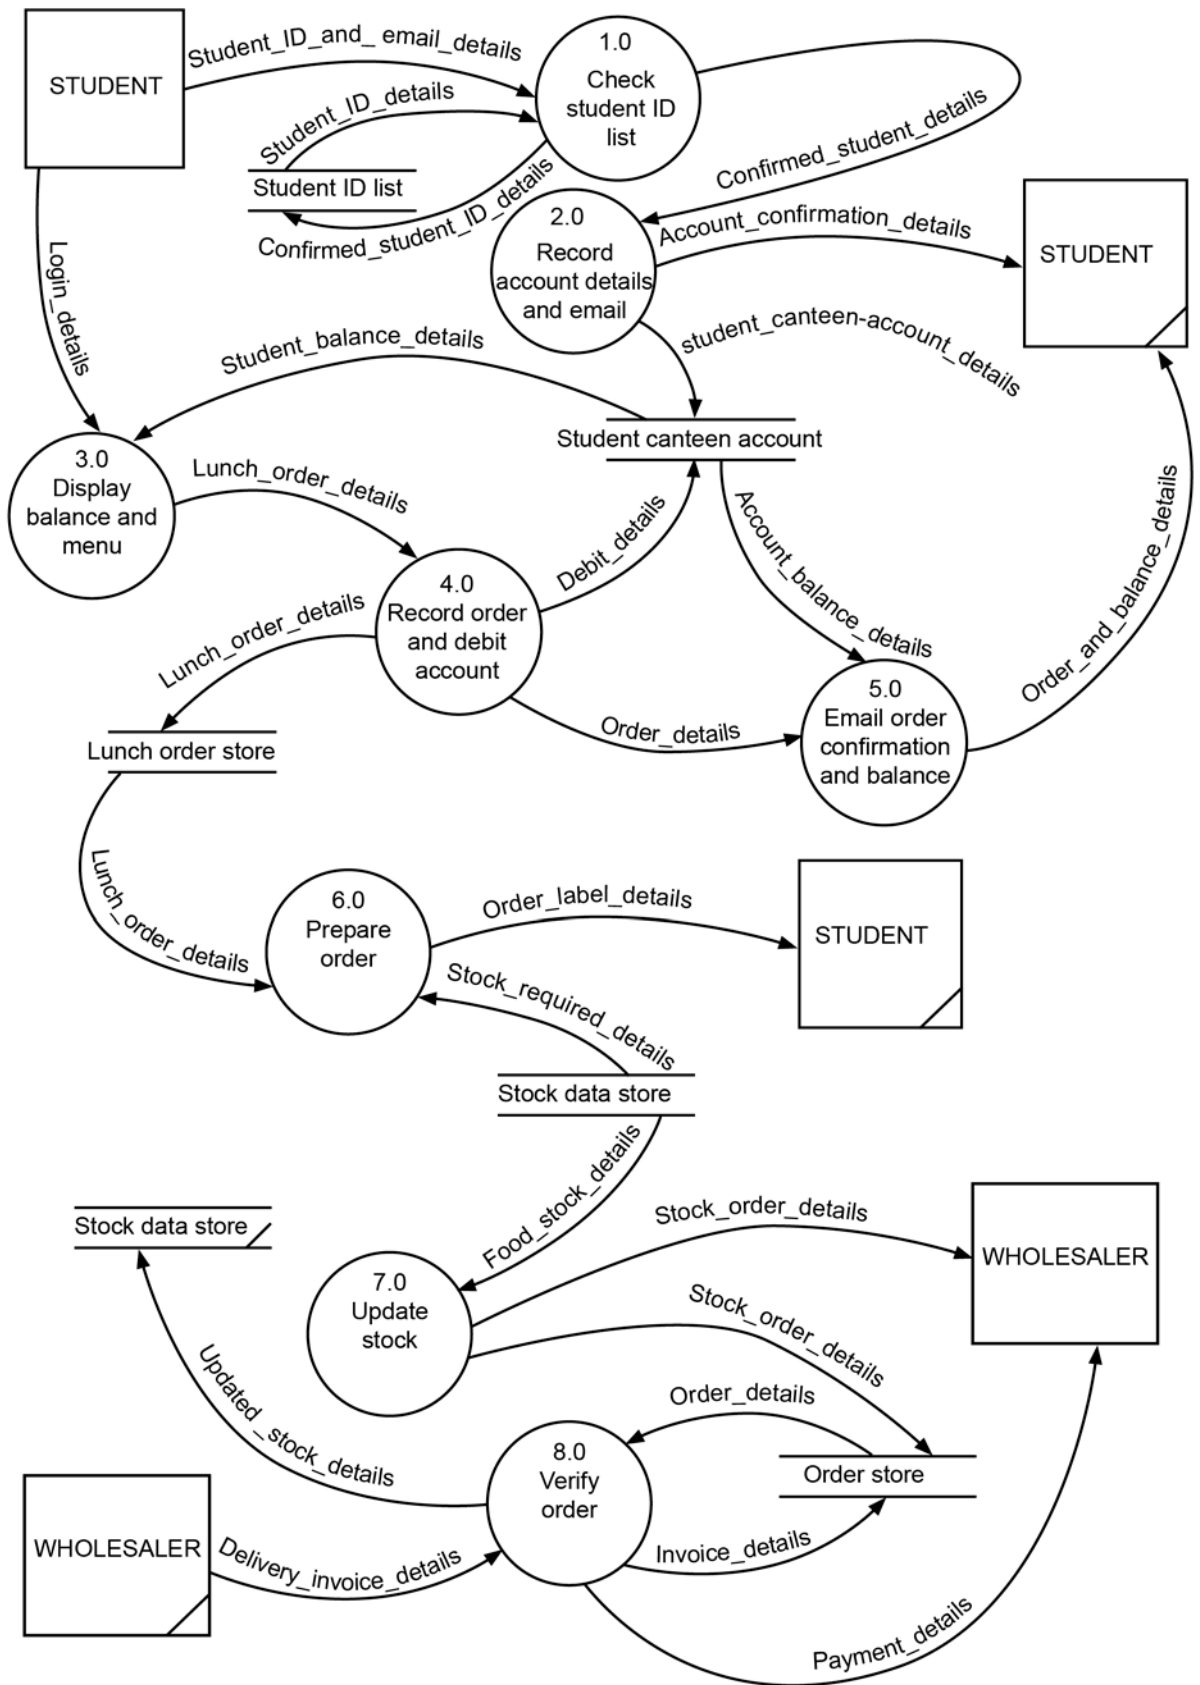 STUDENT
Student_ID_and_ email_details
1.0
Check
student ID
list
Student_ID_details
Student ID list
Confirmed_student_ID_details
Confirmed_student_details
2.0
Record
account details
and email
Account_confirmation_details
STUDENT
Login_details
Student_balance_details
student_canteen-account_details
Student canteen account
3.0
Display
balance and
menu
Lunch_order_details
4.0
Record order
and debit
account
Debit_details
Account_balance_details
Order_and_balance_details
Lunch_order_details
Order_details
5.0
Email order
confirmation
and balance
Lunch order store
Lunch_order_details
6.0
Prepare
order
Order_label_details
STUDENT
Stock_required_details
Stock data store
Food_stock_details
Stock data store
Stock_order_details
WHOLESALER
7.0
Update
stock
Stock_order_details
Updated_stock_details
Order_details
8.0
Verify
order
Order store
WHOLESALER
Delivery_invoice_details
Invoice_details
Payment_details